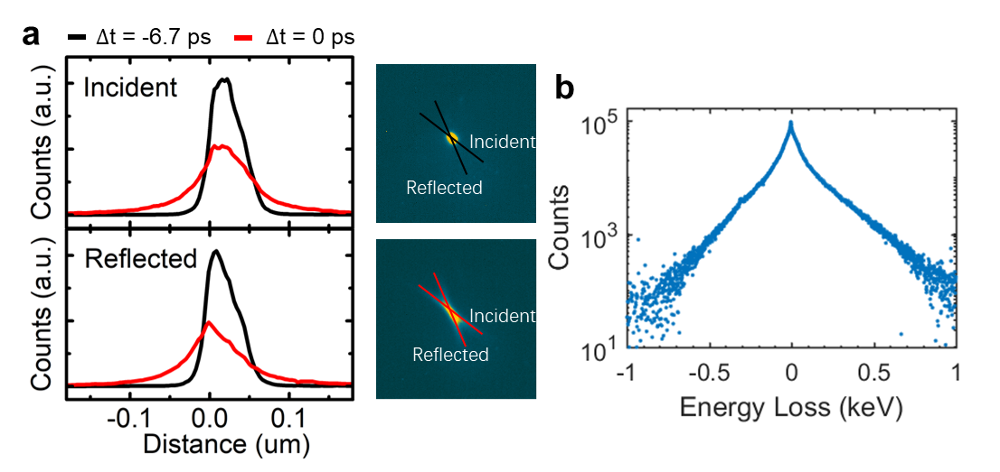 a
Δt = -6.7 ps
Δt = 0 ps
Incident
Counts (a.u.)
Reflected
Counts (a.u.)
-0.1
0.0
0.1
Distance (um)
Incident
Reflected
Incident
Reflected
b
10⁵
10³
10¹
Counts
-1
-0.5
0
0.5
1
Energy Loss (keV)